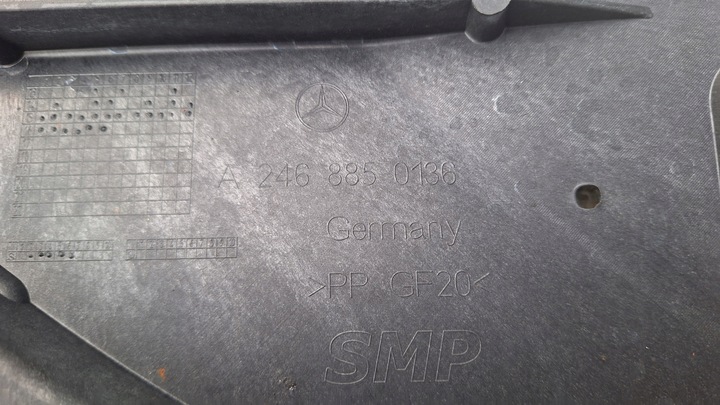 A 246 885 0136
Germany
>PP GF20<
SMP